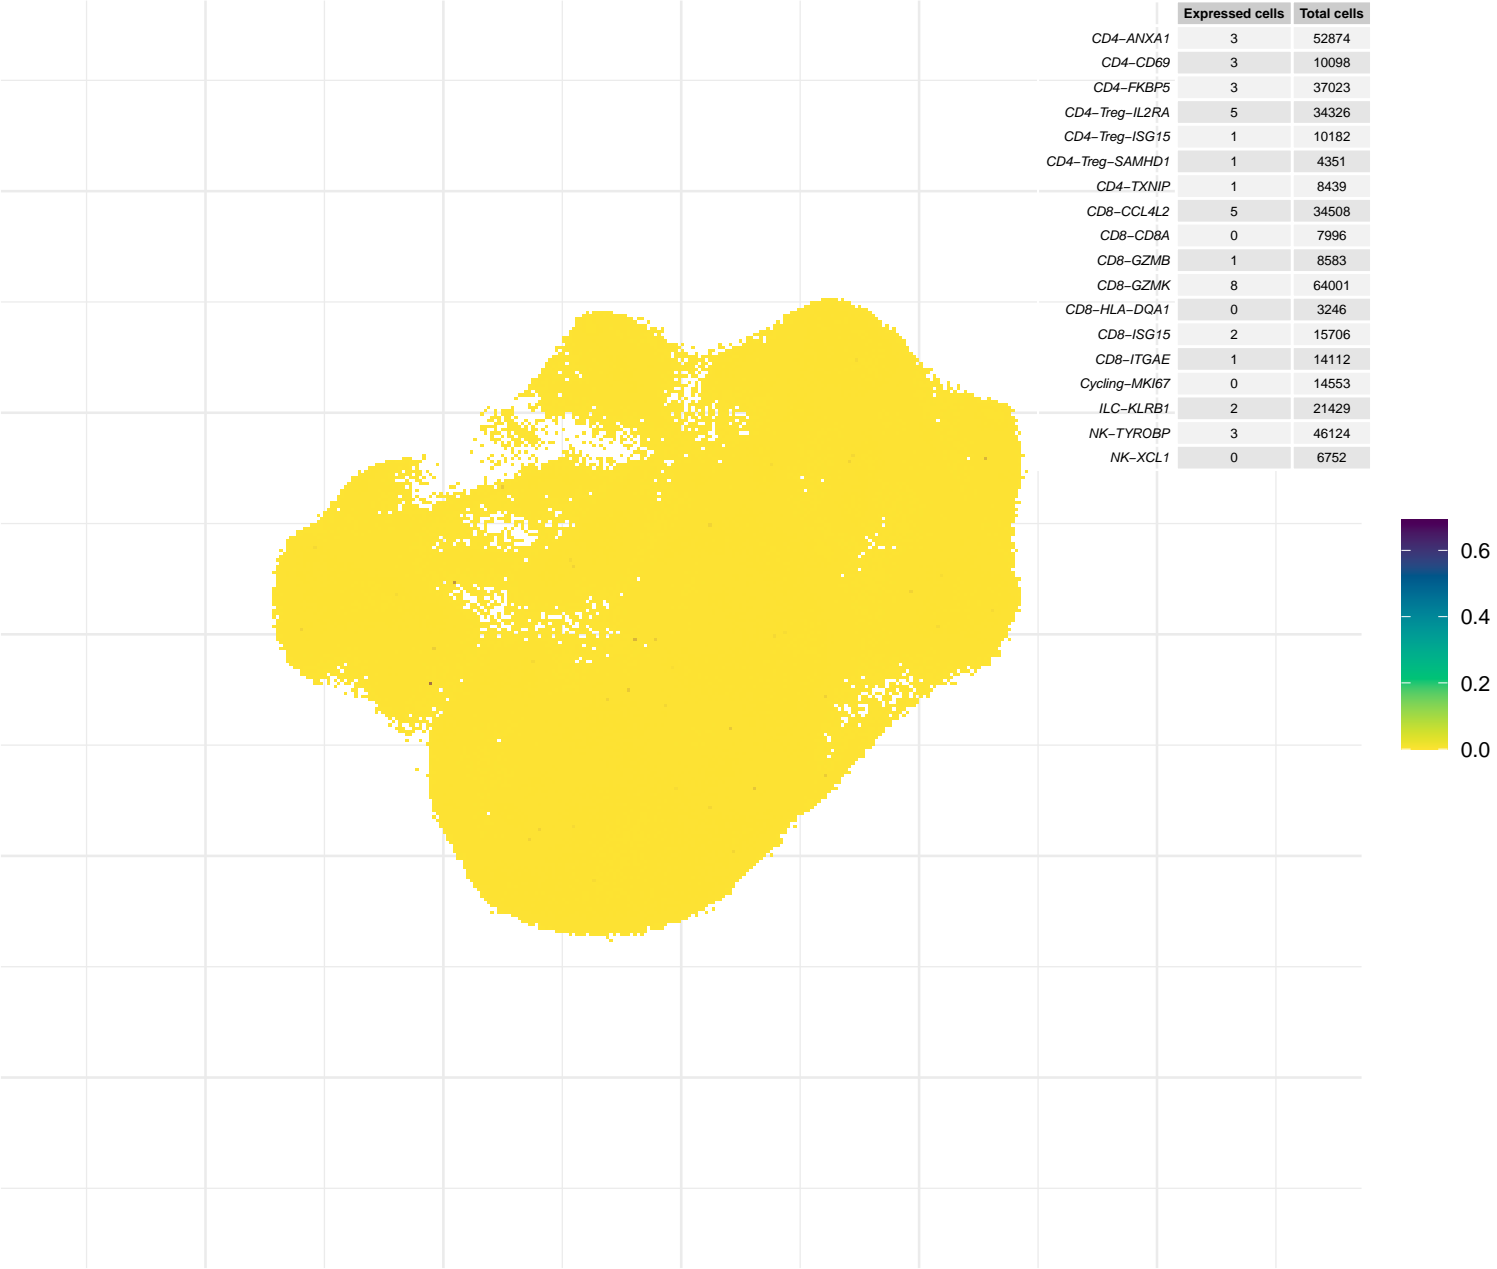 Expressed cells Total cells
CD4−ANXA1 3 52874
CD4−CD69 3 10098
CD4−FKBP5 3 37023
CD4−Treg−IL2RA 5 34326
CD4−Treg−ISG15 1 10182
CD4−Treg−SAMHD1 1 4351
CD4−TXNIP 1 8439
CD8−CCL4L2 5 34508
CD8−CD8A 0 7996
CD8−GZMB 1 8583
CD8−GZMK 8 64001
CD8−HLA−DQA1 0 3246
CD8−ISG15 2 15706
CD8−ITGAE 1 14112
Cycling−MKI67 0 14553
ILC−KLRB1 2 21429
NK−TYROBP 3 46124
NK−XCL1 0 6752
0.6
0.4
0.2
0.0